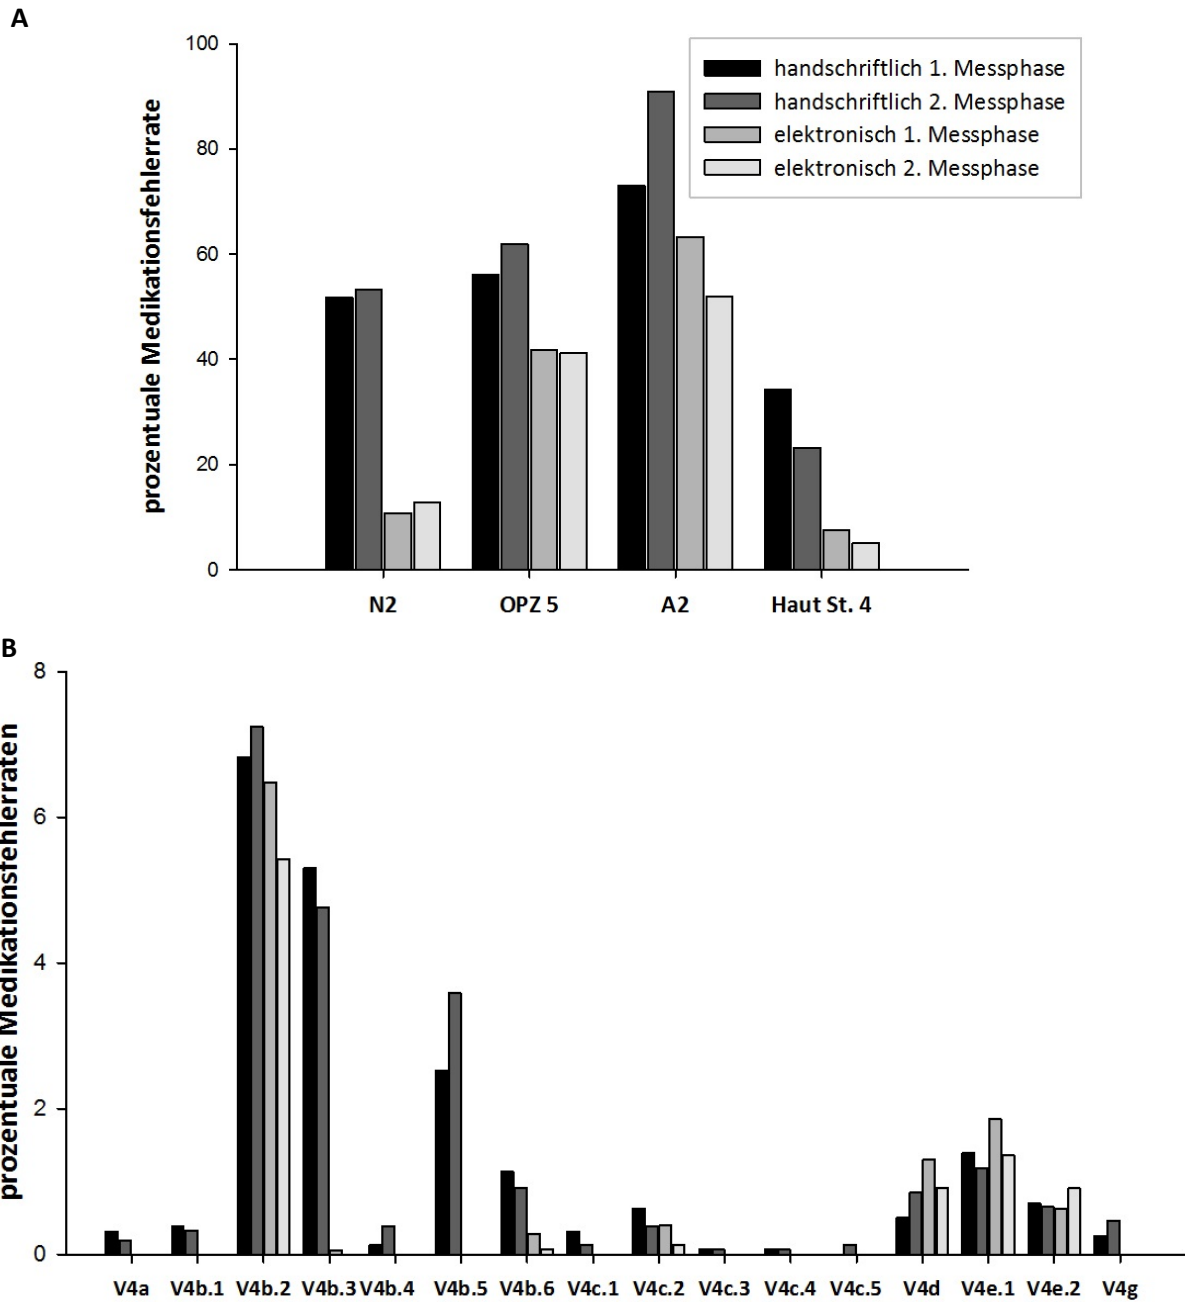 A
prozentuale Medikationsfehlerrate
100
80
60
40
20
0
handschriftlich 1. Messphase
handschriftlich 2. Messphase
elektronisch 1. Messphase
elektronisch 2. Messphase
N2 OPZ 5 A2 Haut St. 4
B
prozentuale Medikationsfehlerraten
8
6
4
2
0
V4a V4b.1 V4b.2 V4b.3 V4b.4 V4b.5 V4b.6 V4c.1 V4c.2 V4c.3 V4c.4 V4c.5 V4d V4e.1 V4e.2 V4g